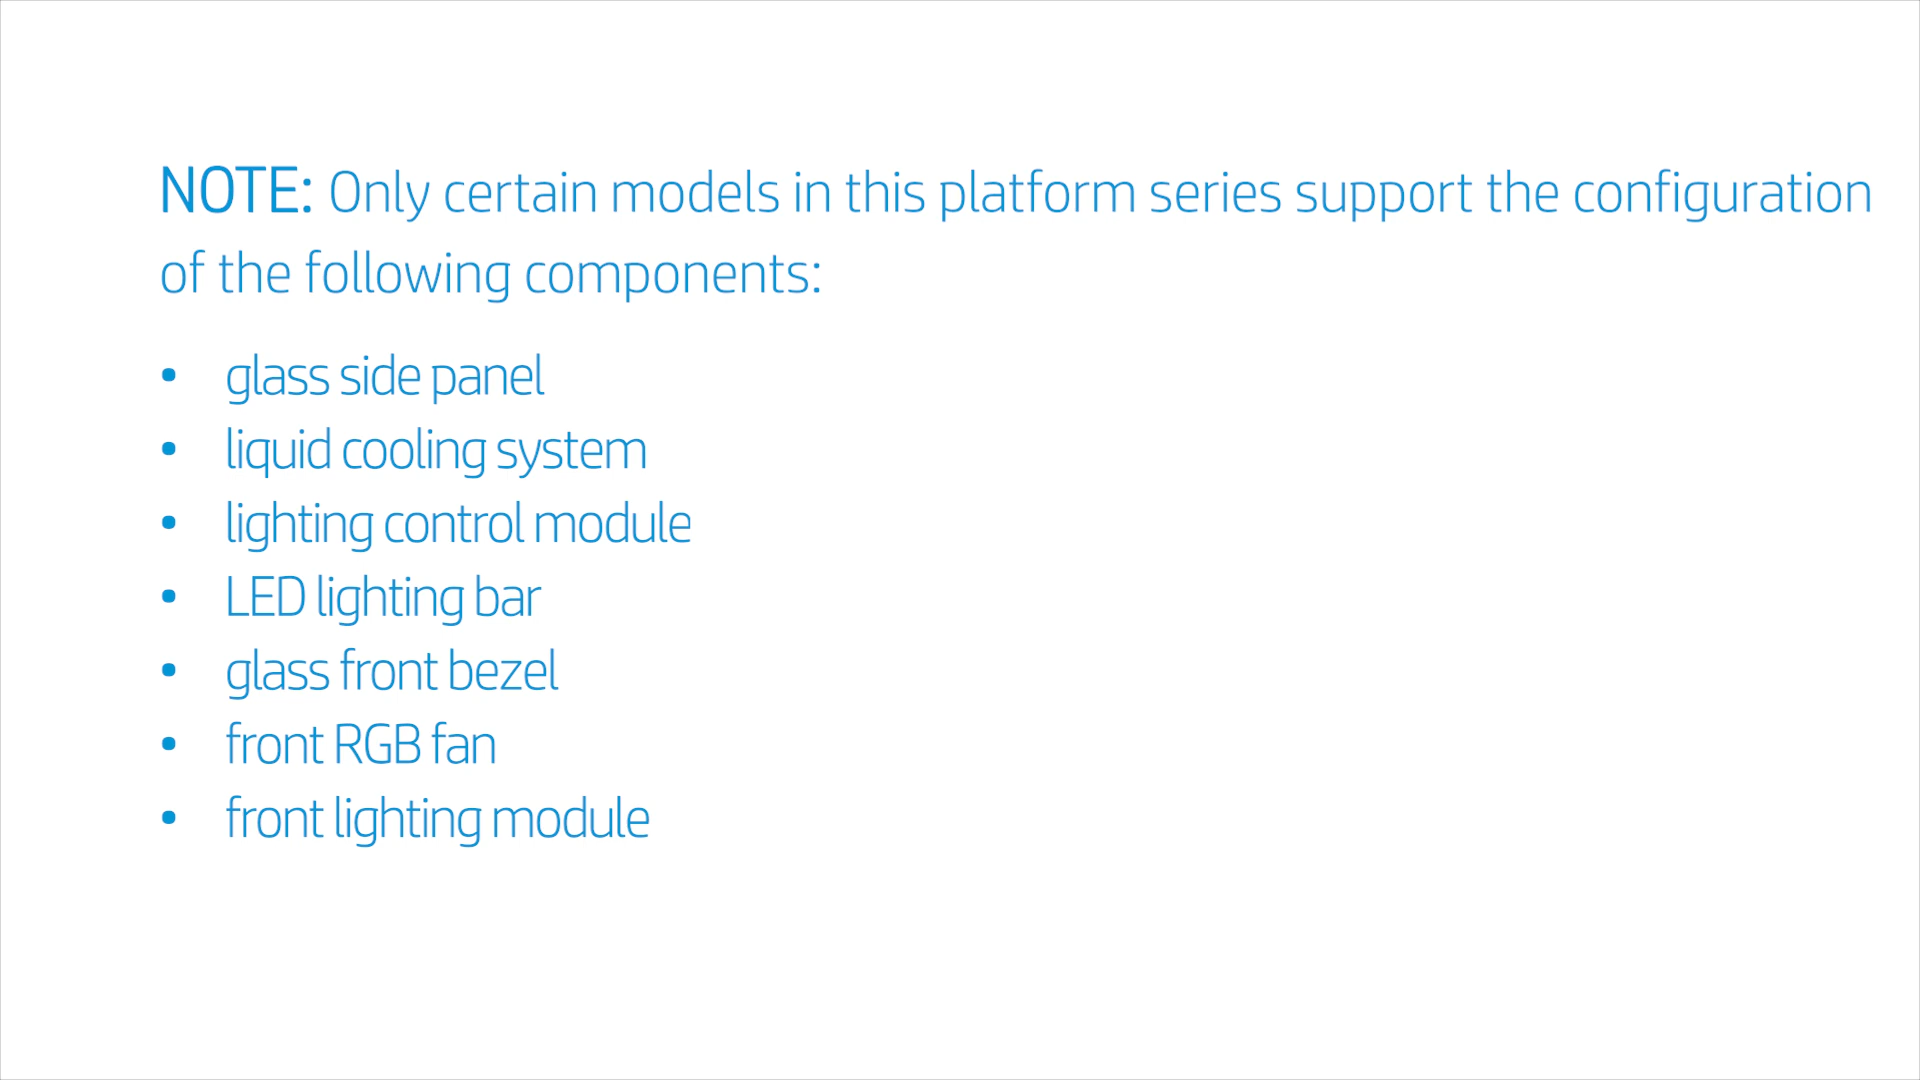 NOTE: Only certain models in this platform series support the configuration
of the following components:
• glass side panel
• liquid cooling system
• lighting control module
• LED lighting bar
• glass front bezel
• front RGB fan
• front lighting module